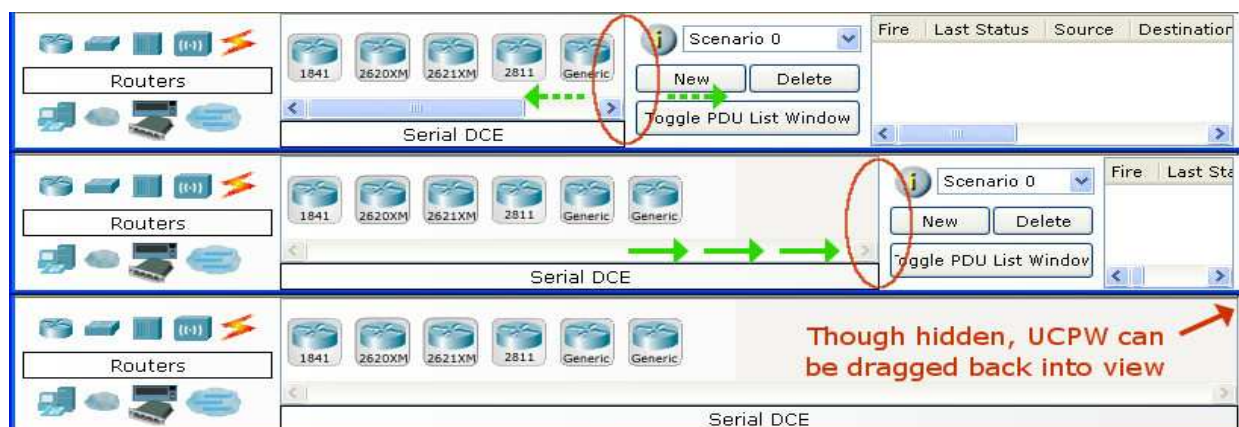 Scenario 0
Fire Last Status Source Destination
1841 2620XM 2621XM 2811 Generic
Routers
New Delete
Toggle PDU List Window
Serial DCE
Scenario 0
Fire Last Sta
1841 2620XM 2621XM 2811 Generic Generic
Routers
New Delete
Toggle PDU List Window
Serial DCE
Though hidden, UCPW can
be dragged back into view
1841 2620XM 2621XM 2811 Generic Generic
Routers
Serial DCE